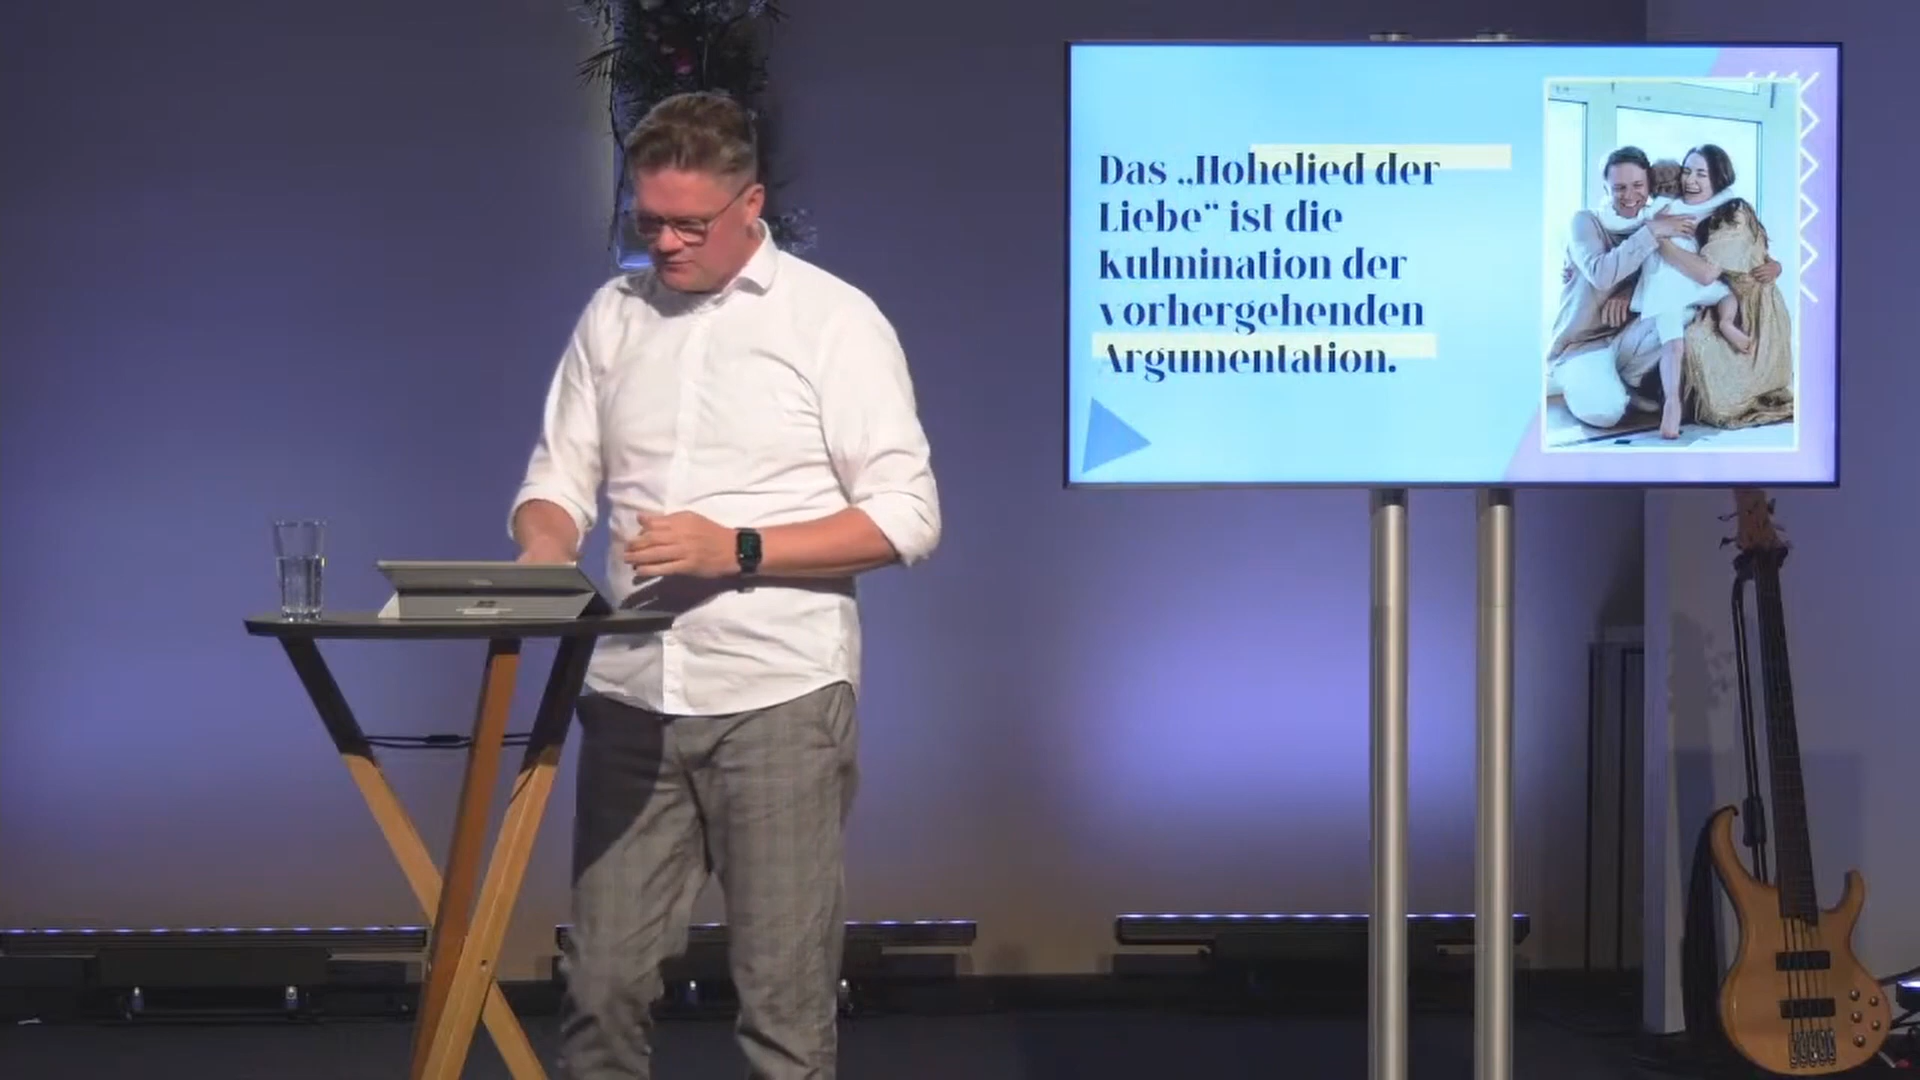 Das „Hohelied der
Liebe“ ist die
Kulmination der
vorhergehenden
Argumentation.